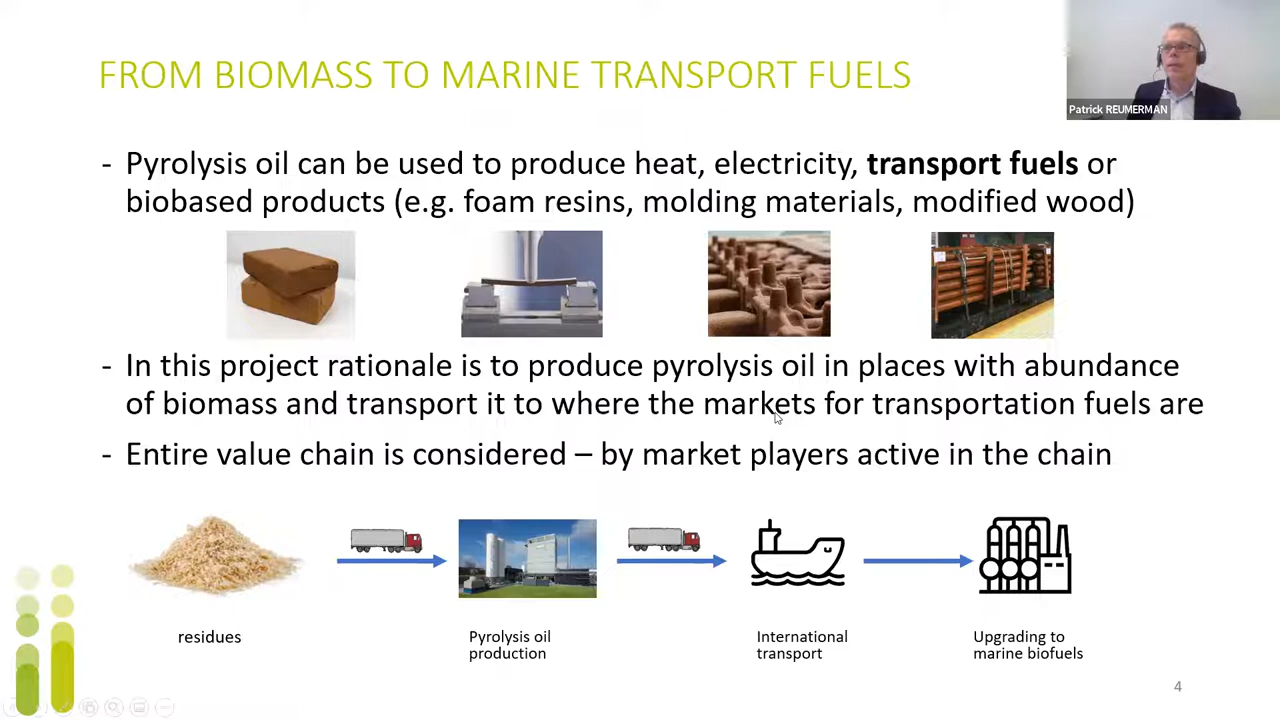 FROM BIOMASS TO MARINE TRANSPORT FUELS
Patrick REUMERMAN
- Pyrolysis oil can be used to produce heat, electricity, transport fuels or
biobased products (e.g. foam resins, molding materials, modified wood)
- In this project rationale is to produce pyrolysis oil in places with abundance
of biomass and transport it to where the markets for transportation fuels are
- Entire value chain is considered – by market players active in the chain
residues
Pyrolysis oil
production
International
transport
Upgrading to
marine biofuels
4